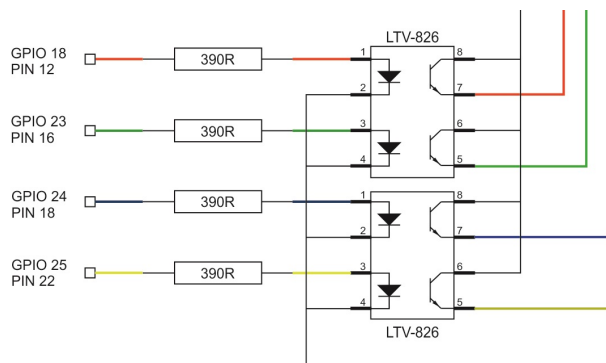 LTV-826
GPIO 18
PIN 12
390R
1
8
2
7
GPIO 23
PIN 16
390R
3
6
4
5
GPIO 24
PIN 18
390R
1
8
2
7
GPIO 25
PIN 22
390R
3
6
4
5
LTV-826